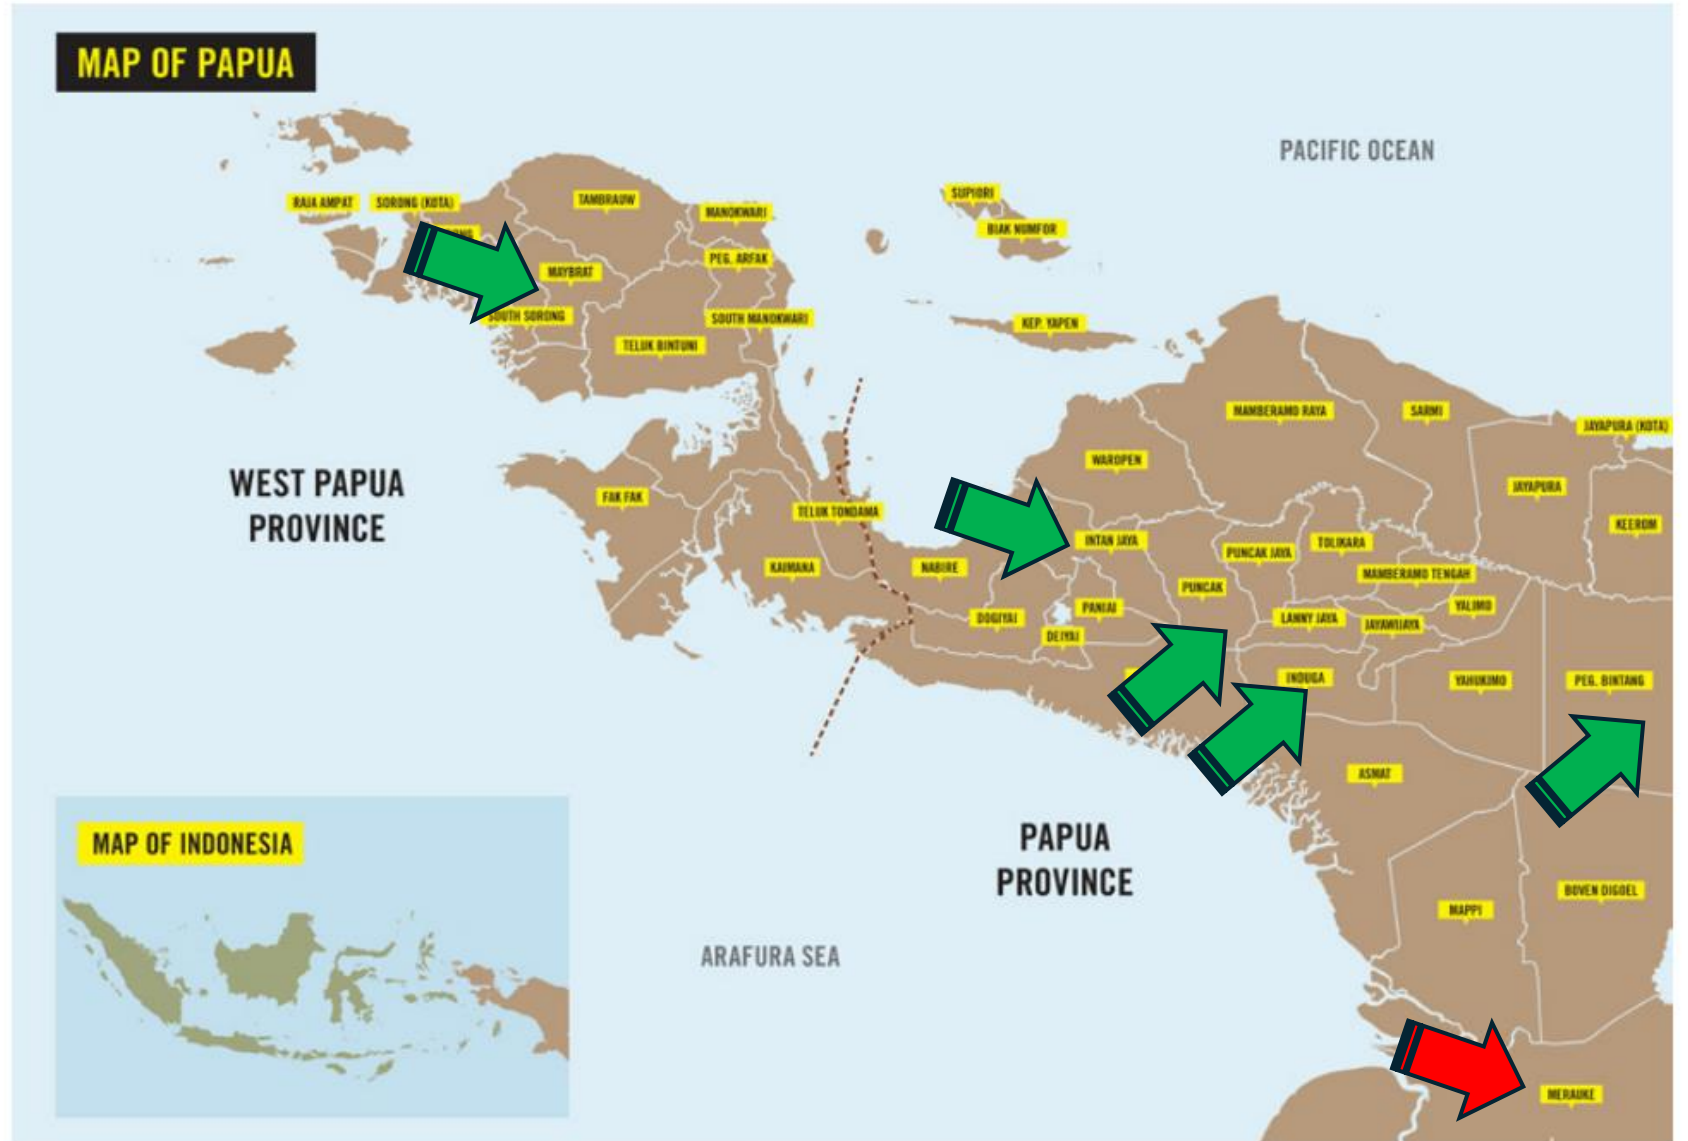 MAP OF PAPUA
PACIFIC OCEAN
RAJA AMPAT
SORONG (KOTA)
TAMBRAUW
MANOKWARI
SUPIORI
BIAK NUMFOR
PEG. ARFAK
MAYBRAT
SOUTH SORONG
SOUTH MANOKWARI
KEP. YAPEN
TELUK BINTUNI
MAMBERAMO RAYA
SARMI
JAYAPURA (KOTA)
WAROPEN
WEST PAPUA
PROVINCE
FAK FAK
TELUK TONDAMA
JAYAPURA
KEEROM
INTAN JAYA
PUNCAK JAYA
TOLIKARA
KAIMANA
NABIRE
MAMBERAMO TENGAH
PUNCAK
DOGIYAI
PANIAI
LANNY JAYA
JAYAWIJAYA
YALIMO
DEIYAI
INDUGA
YAHUKIMO
PEG. BINTANG
ASMAT
PAPUA
PROVINCE
MAP OF INDONESIA
BOVEN DIGOEL
MAPPI
ARAFURA SEA
MERAUKE